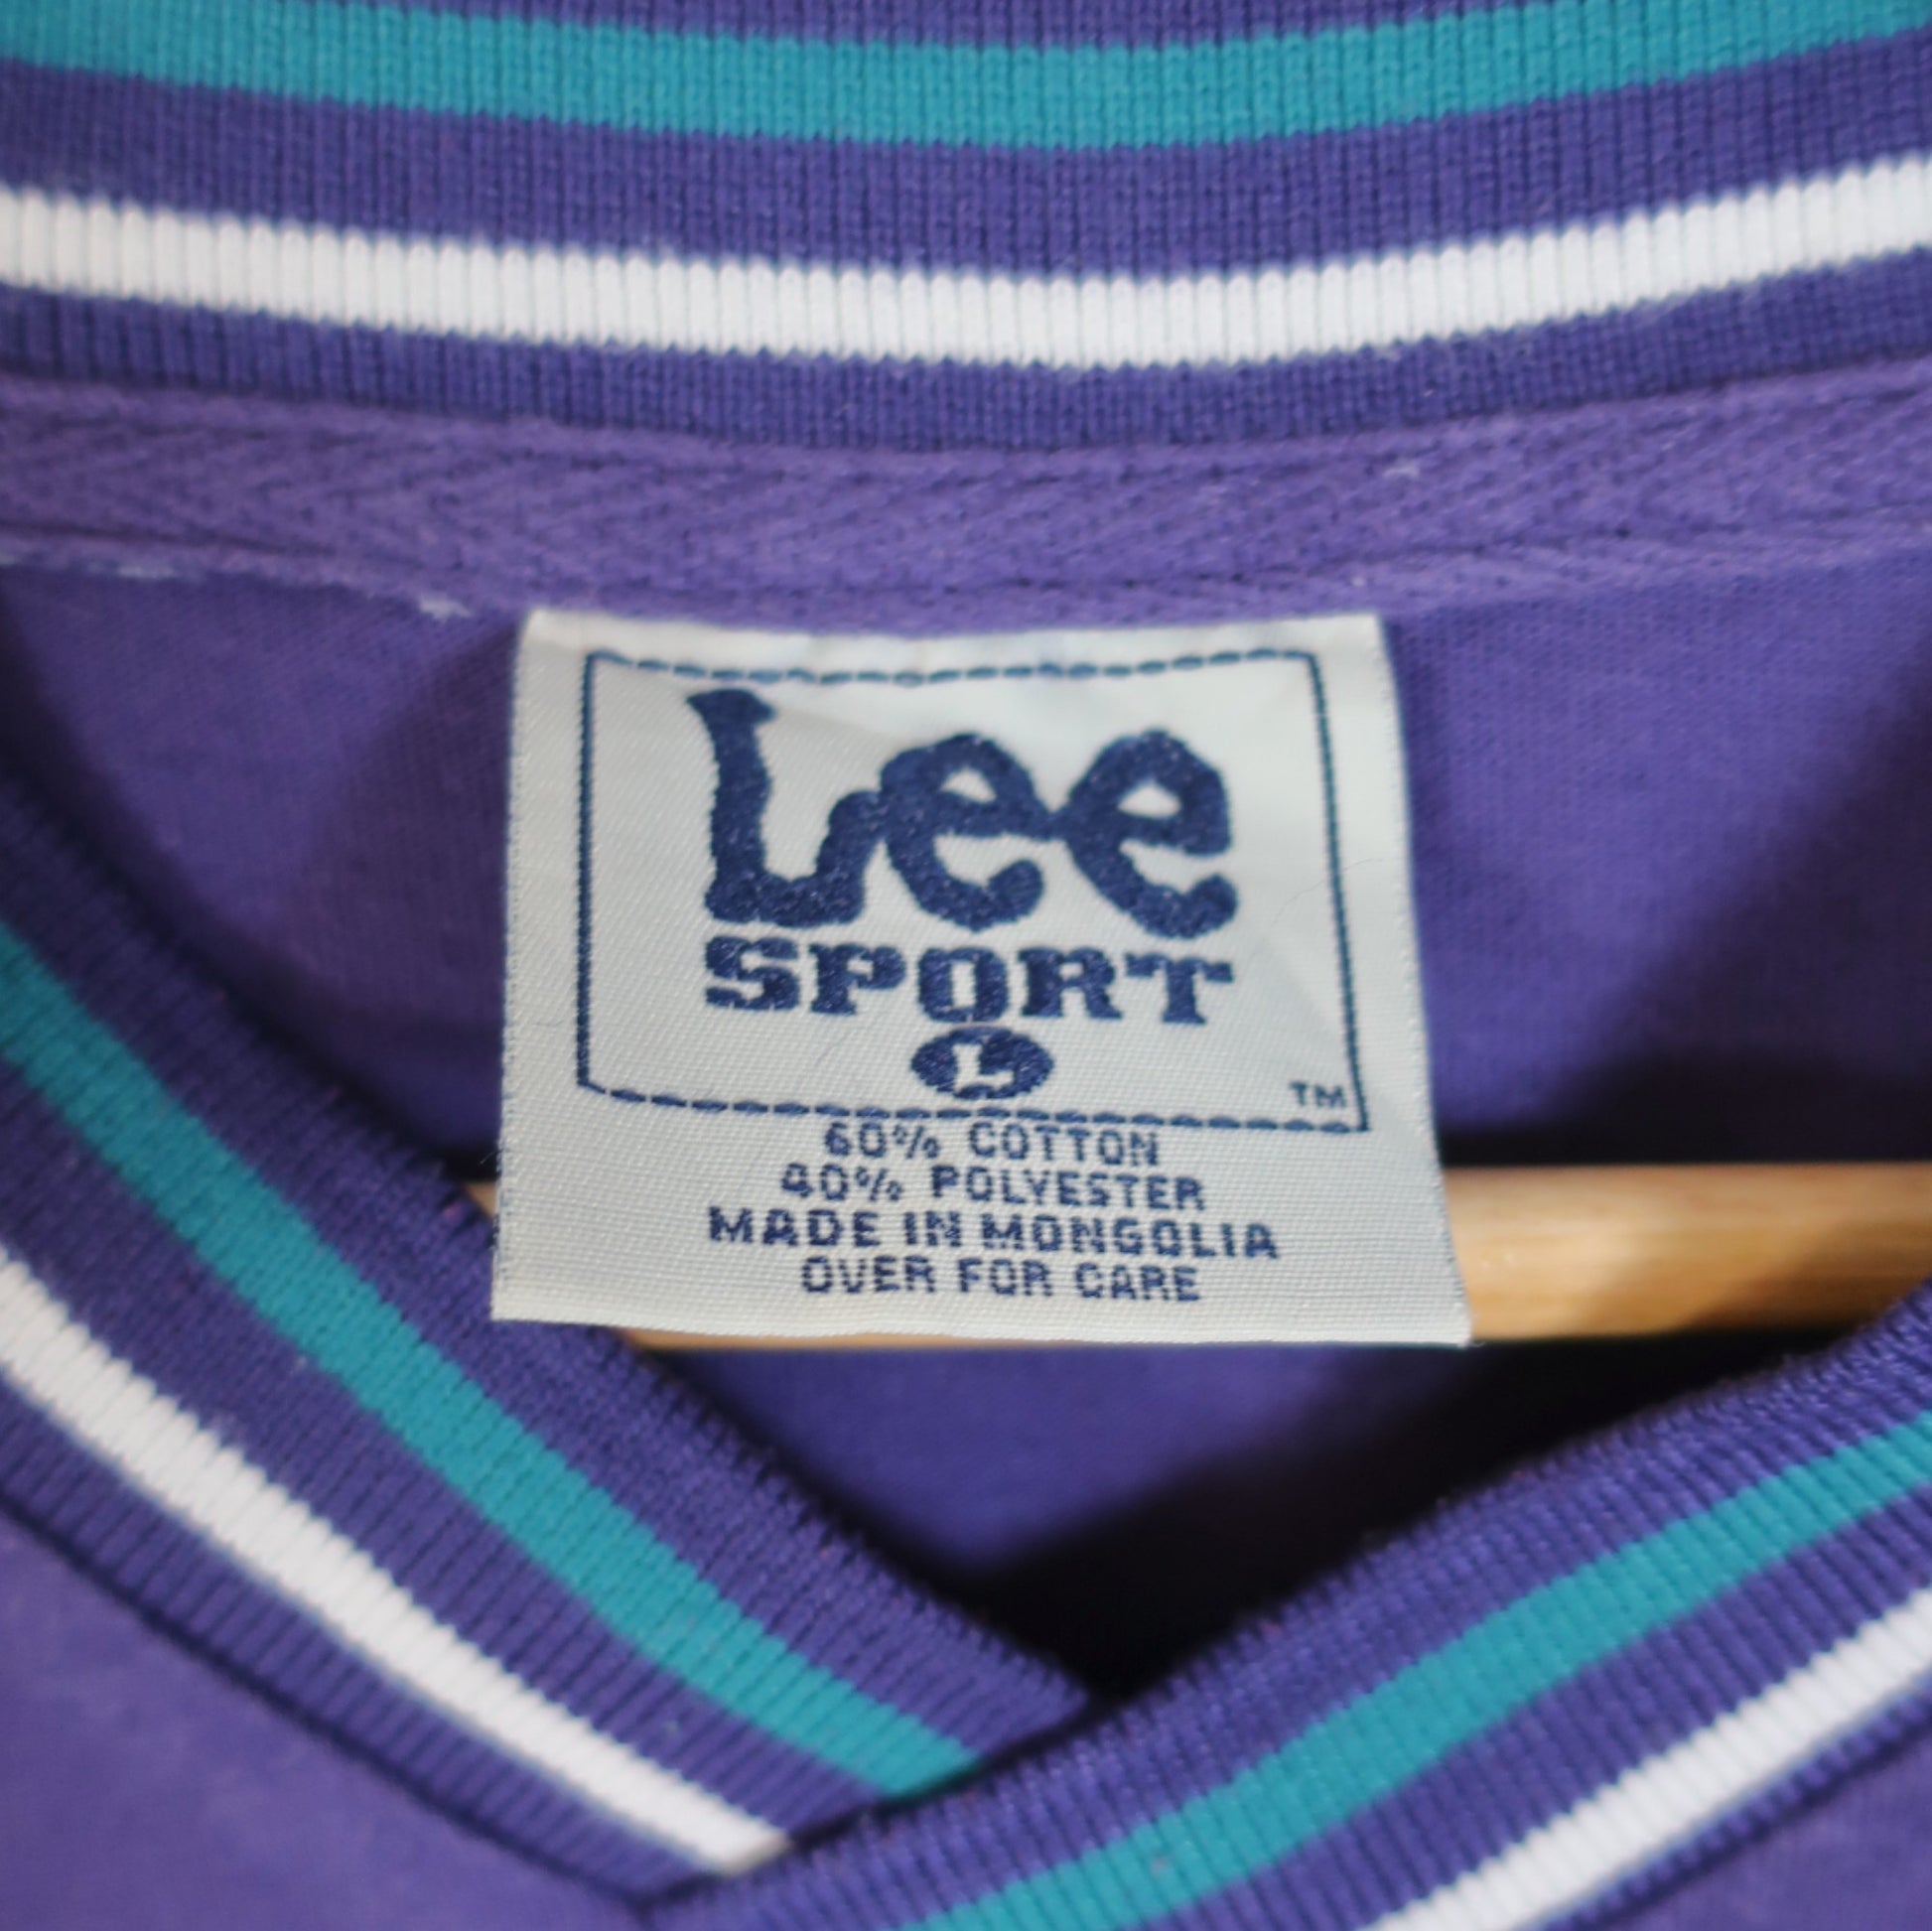 Lee
SPORT
L
TM
60% COTTON
40% POLYESTER
MADE IN MONGOLIA
OVER FOR CARE